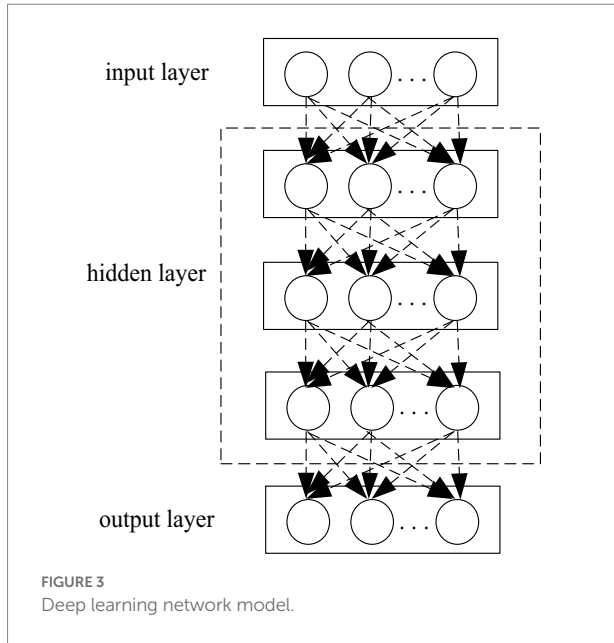 input layer
. . .
. . .
hidden layer
. . .
. . .
output layer
. . .
FIGURE 3
Deep learning network model.